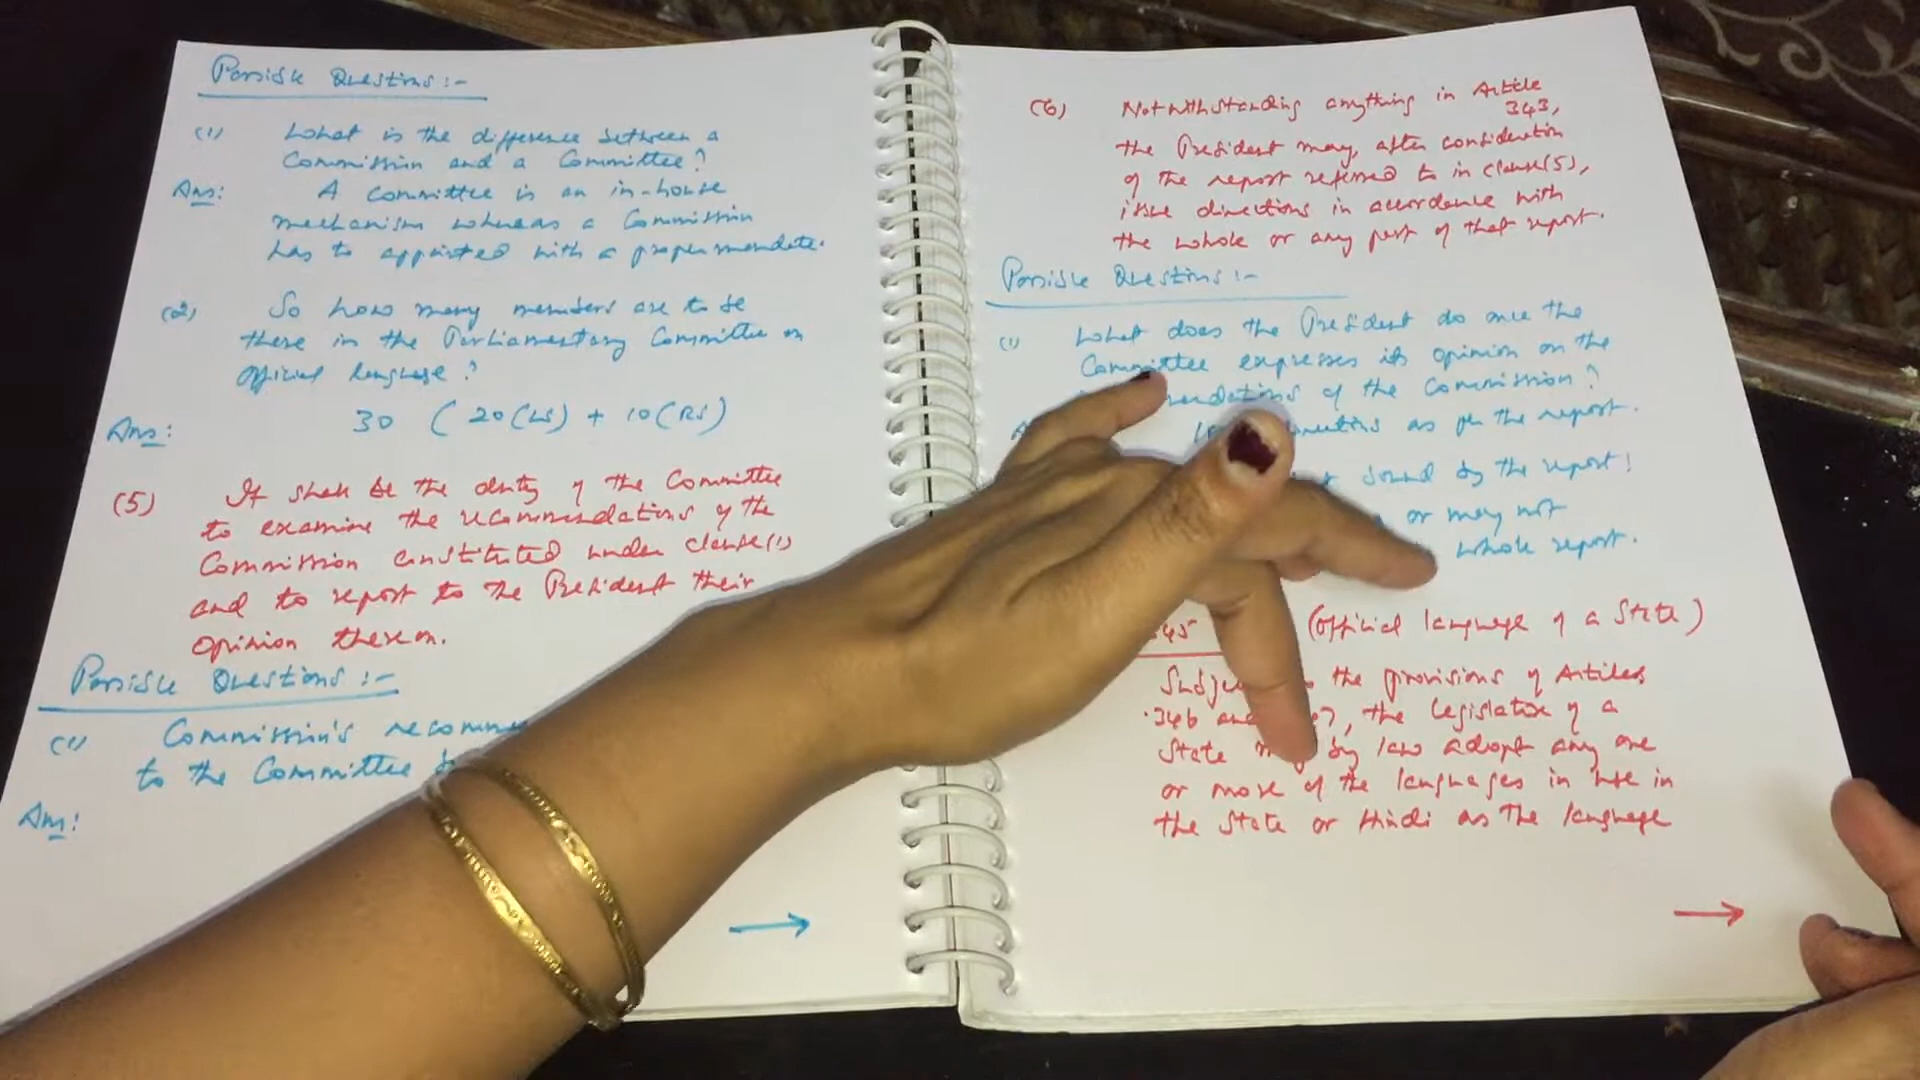 Possible Questions :-
(1) What is the difference between a
Commission and a Committee?
Ans: A committee is an in-house
mechanism whereas a Commission
has to appointed with a proper mandate.
(2) So how many members are to be
there in the Parliamentary Committee on
official language?
Ans: 30 (20(LS) + 10(RS)
(5) It shall be the duty of the Committee
to examine the recommendations of the
Commission constituted under clause(1)
and to report to the President their
opinion thereon.
Possible Questions :-
(1) Commission's
to the Committee
Ans:
(6) Notwithstanding anything in Article
343,
the President may, after consideration
of the report referred to in clause(5),
issue directions in accordance with
the whole or any part of that report.
Possible Questions :-
(1) What does the President do once the
Committee expresses its opinion on the
of the Commission?
as per the report.
bound by the report!
or may not
whole report.
345 (official language of a State)
the provisions of Articles
346 the legislature of a
State by law adopt any one
or more of the languages in use in
the State or Hindi as the language